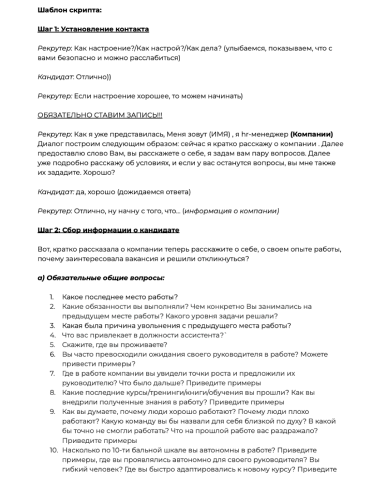 Шаблон скрипта:
Шаг 1: Установление контакта
Рекрутер: Как настроение?/Как настрой?/Как дела? (улыбаемся, показываем, что с
вами безопасно и можно расслабиться)
Кандидат: Отлично))
Рекрутер: Если настроение хорошее, то можем начинать)
ОБЯЗАТЕЛЬНО СТАВИМ ЗАПИСЬ!!!
Рекрутер: Как я уже представилась, Меня зовут (ИМЯ) , я hr-менеджер (Компании)
Диалог построим следующим образом: сейчас я кратко расскажу о компании . Далее
предоставлю слово Вам, вы расскажете о себе, я задам вам пару вопросов. Далее
уже подробно расскажу об условиях, и если у вас останутся вопросы, вы мне также
их зададите. Хорошо?
Кандидат: да, хорошо (дожидаемся ответа)
Рекрутер: Отлично, ну начну с того, что... (информация о компании)
Шаг 2: Сбор информации о кандидате
Вот, кратко рассказала о компании теперь расскажите о себе, о своем опыте работы,
почему заинтересовала вакансия и решили откликнуться?
а) Обязательные общие вопросы:
1. Какое последнее место работы?
2. Какие обязанности вы выполняли? Чем конкретно Вы занимались на
предыдущем месте работы? Какого уровня задачи решали?
3. Какая была причина увольнения с предыдущего места работы?
4. Что вас привлекает в должности ассистента?`
5. Скажите, где вы проживаете?
6. Вы часто превосходили ожидания своего руководителя в работе? Можете
привести примеры?
7. Где в работе компании вы увидели точки роста и предложили их
руководителю? Что было дальше? Приведите примеры
8. Какие последние курсы/тренинги/книги/обучения вы прошли? Как вы
внедрили полученные знания в работу? Приведите примеры
9. Как вы думаете, почему люди хорошо работают? Почему люди плохо
работают? Какую команду вы бы назвали для себя близкой по духу? В какой
бы точно не смогли работать? Что на прошлой работе вас раздражало?
Приведите примеры
10. Насколько по 10-ти бальной шкале вы автономны в работе? Приведите
примеры, где вы проявлялись автономно для своего руководителя? Вы
гибкий человек? Где вы быстро адаптировались к новому курсу? Приведите